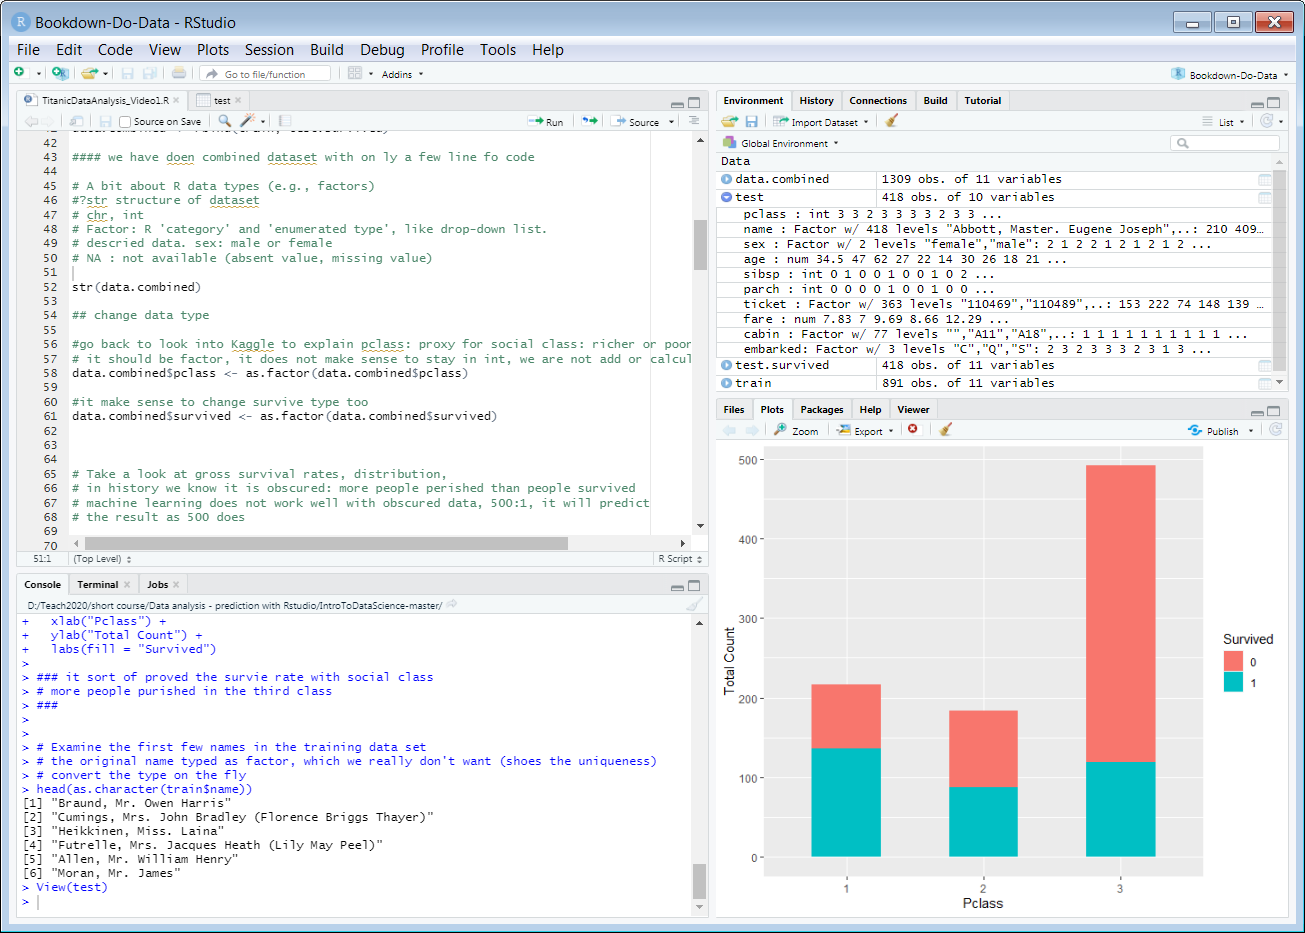 Bookdown-Do-Data - RStudio
File Edit Code View Plots Session Build Debug Profile Tools Help
Go to file/function Addins Bookdown-Do-Data
TitanicDataAnalysis_Video1.R test
Source on Save Run Source
42
43 #### we have doen combined dataset with on ly a few line fo code
44
45 # A bit about R data types (e.g., factors)
46 #?str structure of dataset
47 # chr, int
48 # Factor: R 'category' and 'enumerated type', like drop-down list.
49 # descried data. sex: male or female
50 # NA : not available (absent value, missing value)
51
52 str(data.combined)
53
54 ## change data type
55
56 #go back to look into Kaggle to explain pclass: proxy for social class: richer or poor
57 # it should be factor, it does not make sense to stay in int, we are not add or calcul
58 data.combined$pclass <- as.factor(data.combined$pclass)
59
60 #it make sense to change survive type too
61 data.combined$survived <- as.factor(data.combined$survived)
62
63
64
65 # Take a look at gross survival rates, distribution,
66 # in history we know it is obscured: more people perished than people survived
67 # machine learning does not work well with obscured data, 500:1, it will predict
68 # the result as 500 does
69
70
51:1 (Top Level) R Script
Console Terminal Jobs
D:/Teach2020/short course/Data analysis - prediction with Rstudio/IntroToDataScience-master/
+ xlab("Pclass") +
+ ylab("Total Count") +
+ labs(fill = "Survived")
>
> ### it sort of proved the survie rate with social class
> # more people purished in the third class
> ###
>
>
> # Examine the first few names in the training data set
> # the original name typed as factor, which we really don't want (shoes the uniqueness)
> # convert the type on the fly
> head(as.character(train$name))
[1] "Braund, Mr. Owen Harris"
[2] "Cumings, Mrs. John Bradley (Florence Briggs Thayer)"
[3] "Heikkinen, Miss. Laina"
[4] "Futrelle, Mrs. Jacques Heath (Lily May Peel)"
[5] "Allen, Mr. William Henry"
[6] "Moran, Mr. James"
> View(test)
>
Environment History Connections Build Tutorial
Import Dataset List
Global Environment
Data
data.combined 1309 obs. of 11 variables
test 418 obs. of 10 variables
pclass : int 3 3 2 3 3 3 3 2 3 3 ...
name : Factor w/ 418 levels "Abbott, Master. Eugene Joseph",..: 210 409…
sex : Factor w/ 2 levels "female","male": 2 1 2 2 1 2 1 2 1 2 ...
age : num 34.5 47 62 27 22 14 30 26 18 21 ...
sibsp : int 0 1 0 0 1 0 0 1 0 2 ...
parch : int 0 0 0 0 1 0 0 1 0 0 ...
ticket : Factor w/ 363 levels "110469","110489",..: 153 222 74 148 139 …
fare : num 7.83 7 9.69 8.66 12.29 ...
cabin : Factor w/ 77 levels "","A11","A18",..: 1 1 1 1 1 1 1 1 1 1 ...
embarked: Factor w/ 3 levels "C","Q","S": 2 3 2 3 3 3 2 3 1 3 ...
test.survived 418 obs. of 11 variables
train 891 obs. of 11 variables
Files Plots Packages Help Viewer
Zoom Export Publish
500
400
300
200
100
0
Total Count
1 2 3
Pclass
Survived
0
1